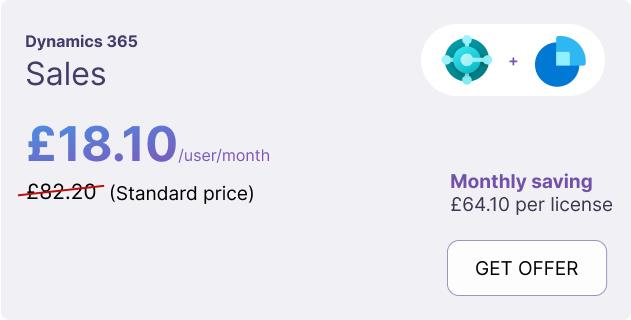 Dynamics 365
Sales
+
£18.10/user/month
£82.20 (Standard price)
Monthly saving
£64.10 per license
GET OFFER